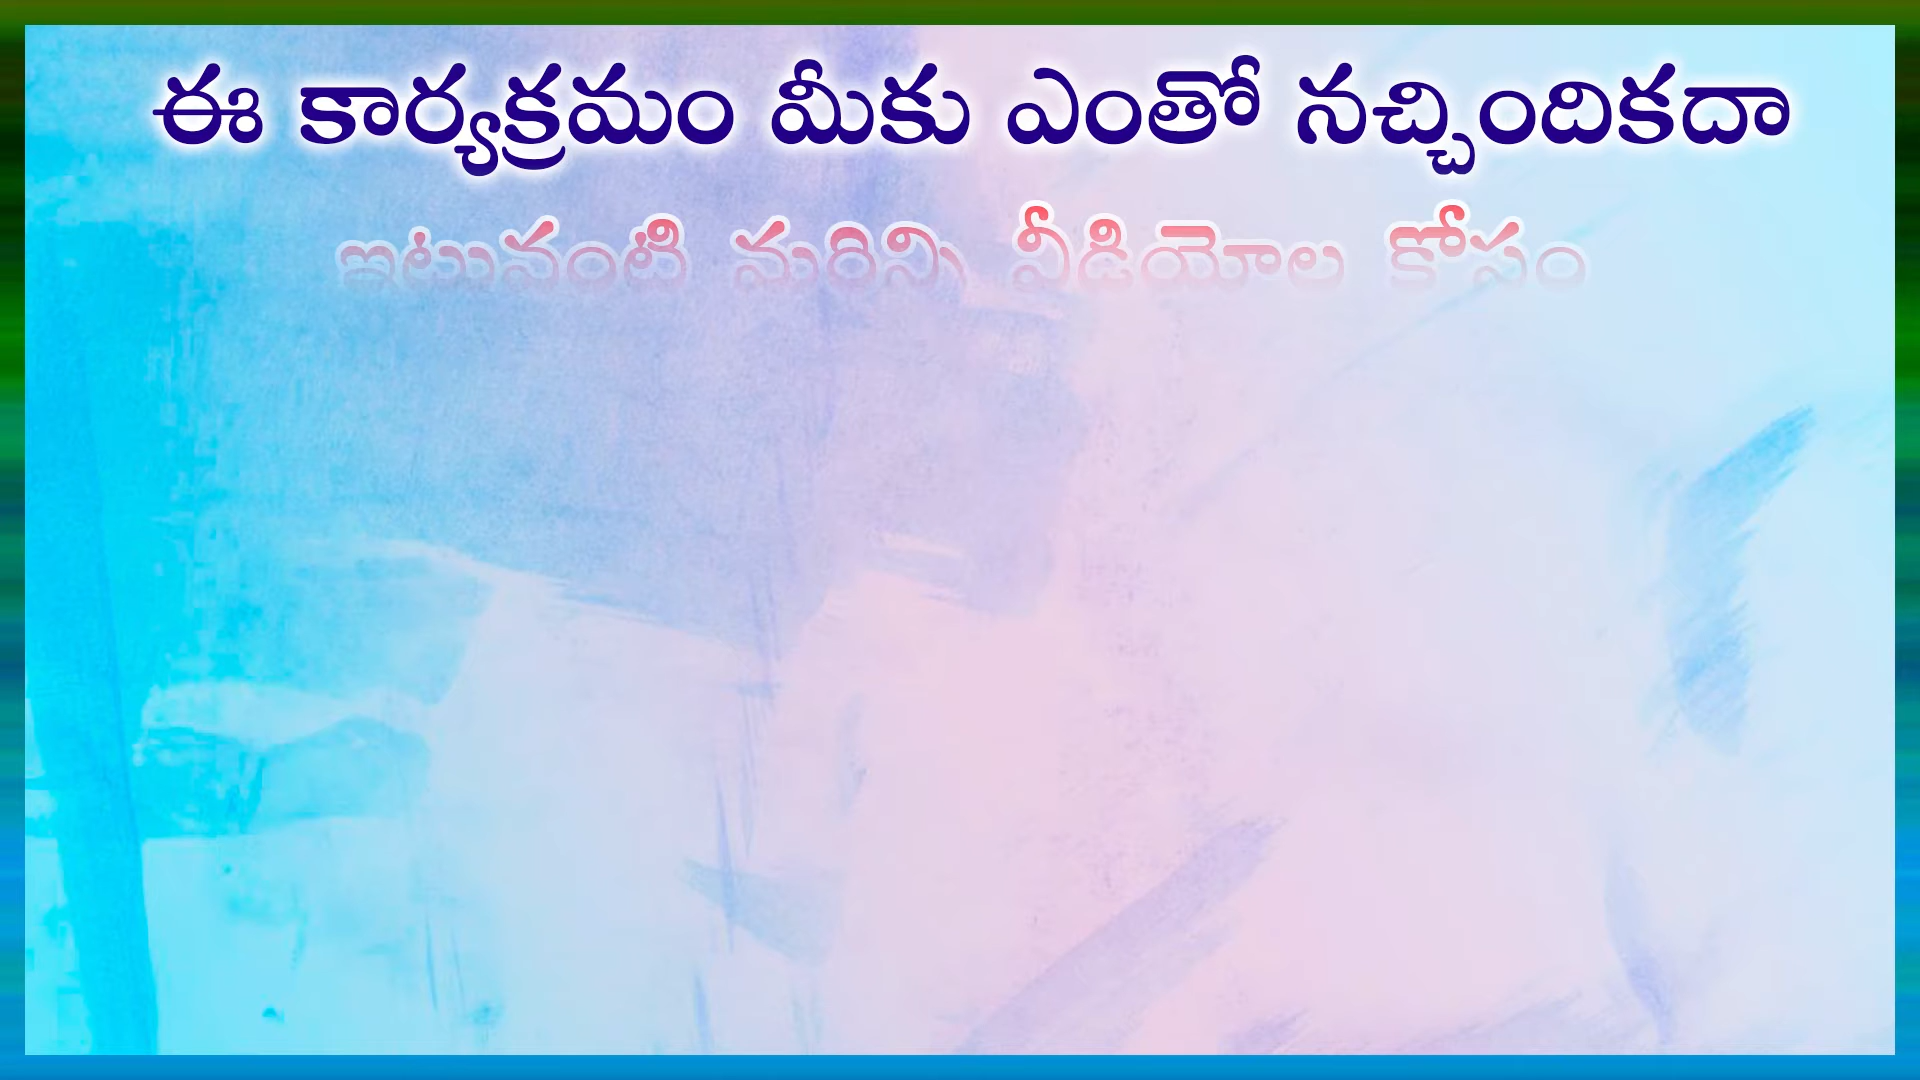 ఈ కార్యక్రమం మీకు ఎంతో నచ్చిందికదా
ఇటువంటి మరిన్ని వీడియోల కోసం